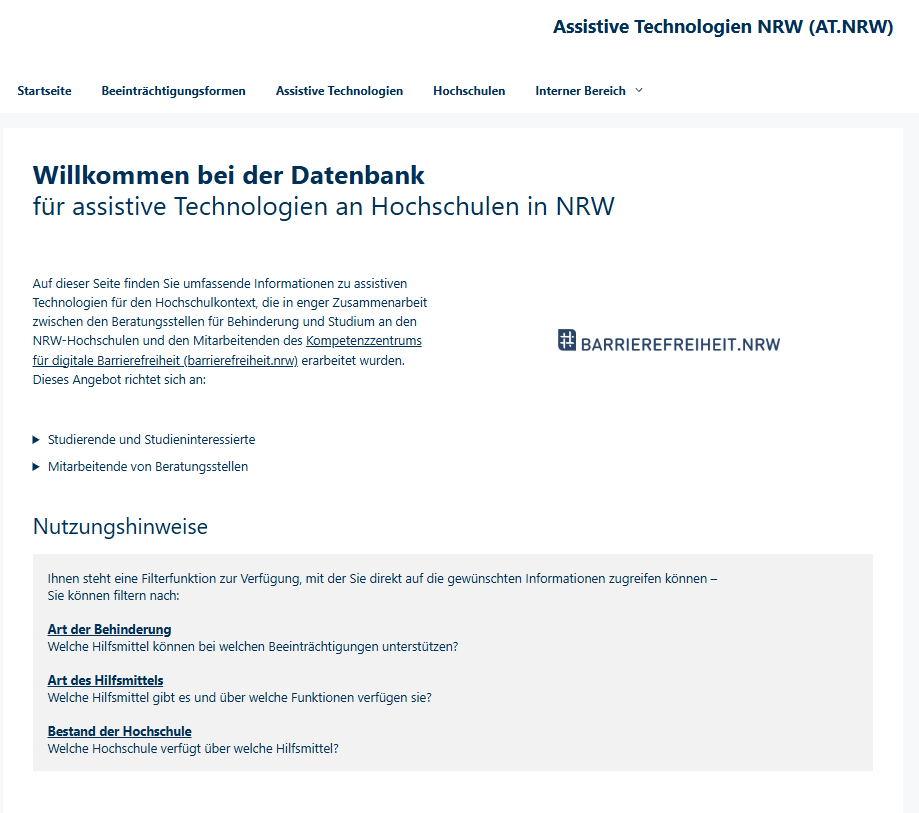 Assistive Technologien NRW (AT.NRW)
Startseite Beeinträchtigungsformen Assistive Technologien Hochschulen Interner Bereich
Willkommen bei der Datenbank
für assistive Technologien an Hochschulen in NRW
Auf dieser Seite finden Sie umfassende Informationen zu assistiven
Technologien für den Hochschulkontext, die in enger Zusammenarbeit
zwischen den Beratungsstellen für Behinderung und Studium an den
NRW-Hochschulen und den Mitarbeitenden des Kompetenzzentrums
für digitale Barrierefreiheit (barrierefreiheit.nrw) erarbeitet wurden.
Dieses Angebot richtet sich an:
# BARRIEREFREIHEIT.NRW
Studierende und Studieninteressierte
Mitarbeitende von Beratungsstellen
Nutzungshinweise
Ihnen steht eine Filterfunktion zur Verfügung, mit der Sie direkt auf die gewünschten Informationen zugreifen können –
Sie können filtern nach:
Art der Behinderung
Welche Hilfsmittel können bei welchen Beeinträchtigungen unterstützen?
Art des Hilfsmittels
Welche Hilfsmittel gibt es und über welche Funktionen verfügen sie?
Bestand der Hochschule
Welche Hochschule verfügt über welche Hilfsmittel?